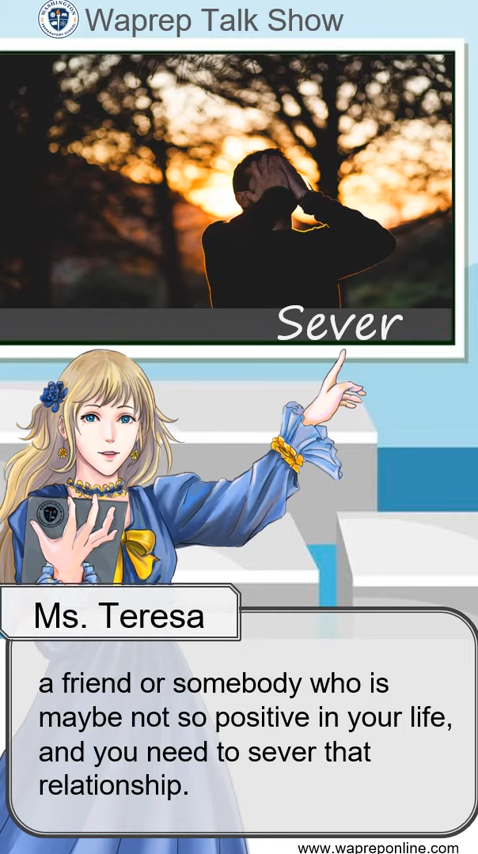 WASHINGTON
Waprep Talk Show
Sever
Ms. Teresa
a friend or somebody who is
maybe not so positive in your life,
and you need to sever that
relationship.
www.wapreponline.com